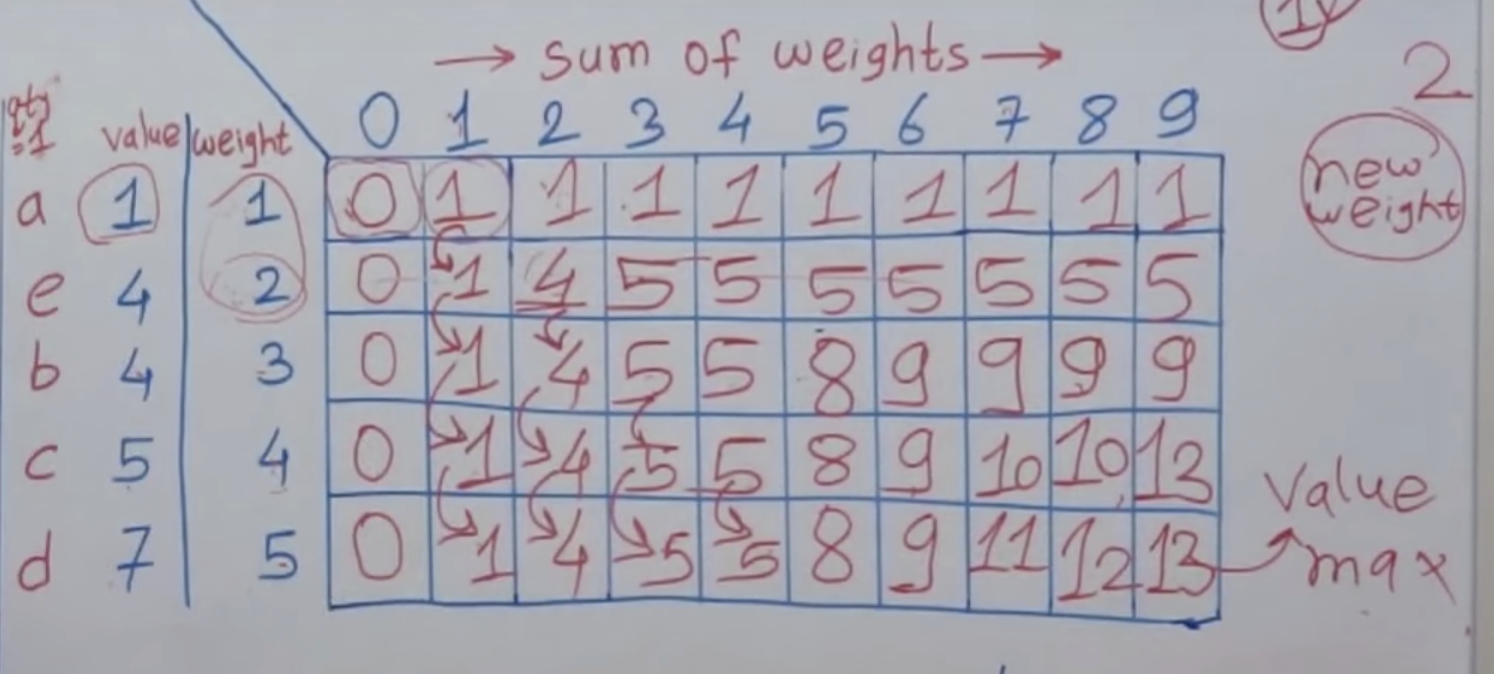 → sum of weights →
2
qty =1 value weight 0 1 2 3 4 5 6 7 8 9
new weight
a 1 1 0 1 1 1 1 1 1 1 1 1
e 4 2 0 1 4 5 5 5 5 5 5 5
b 4 3 0 1 4 5 5 8 9 9 9 9
c 5 4 0 1 4 5 5 8 9 10 10 13
d 7 5 0 1 4 5 5 8 9 11 12 13
Value
max